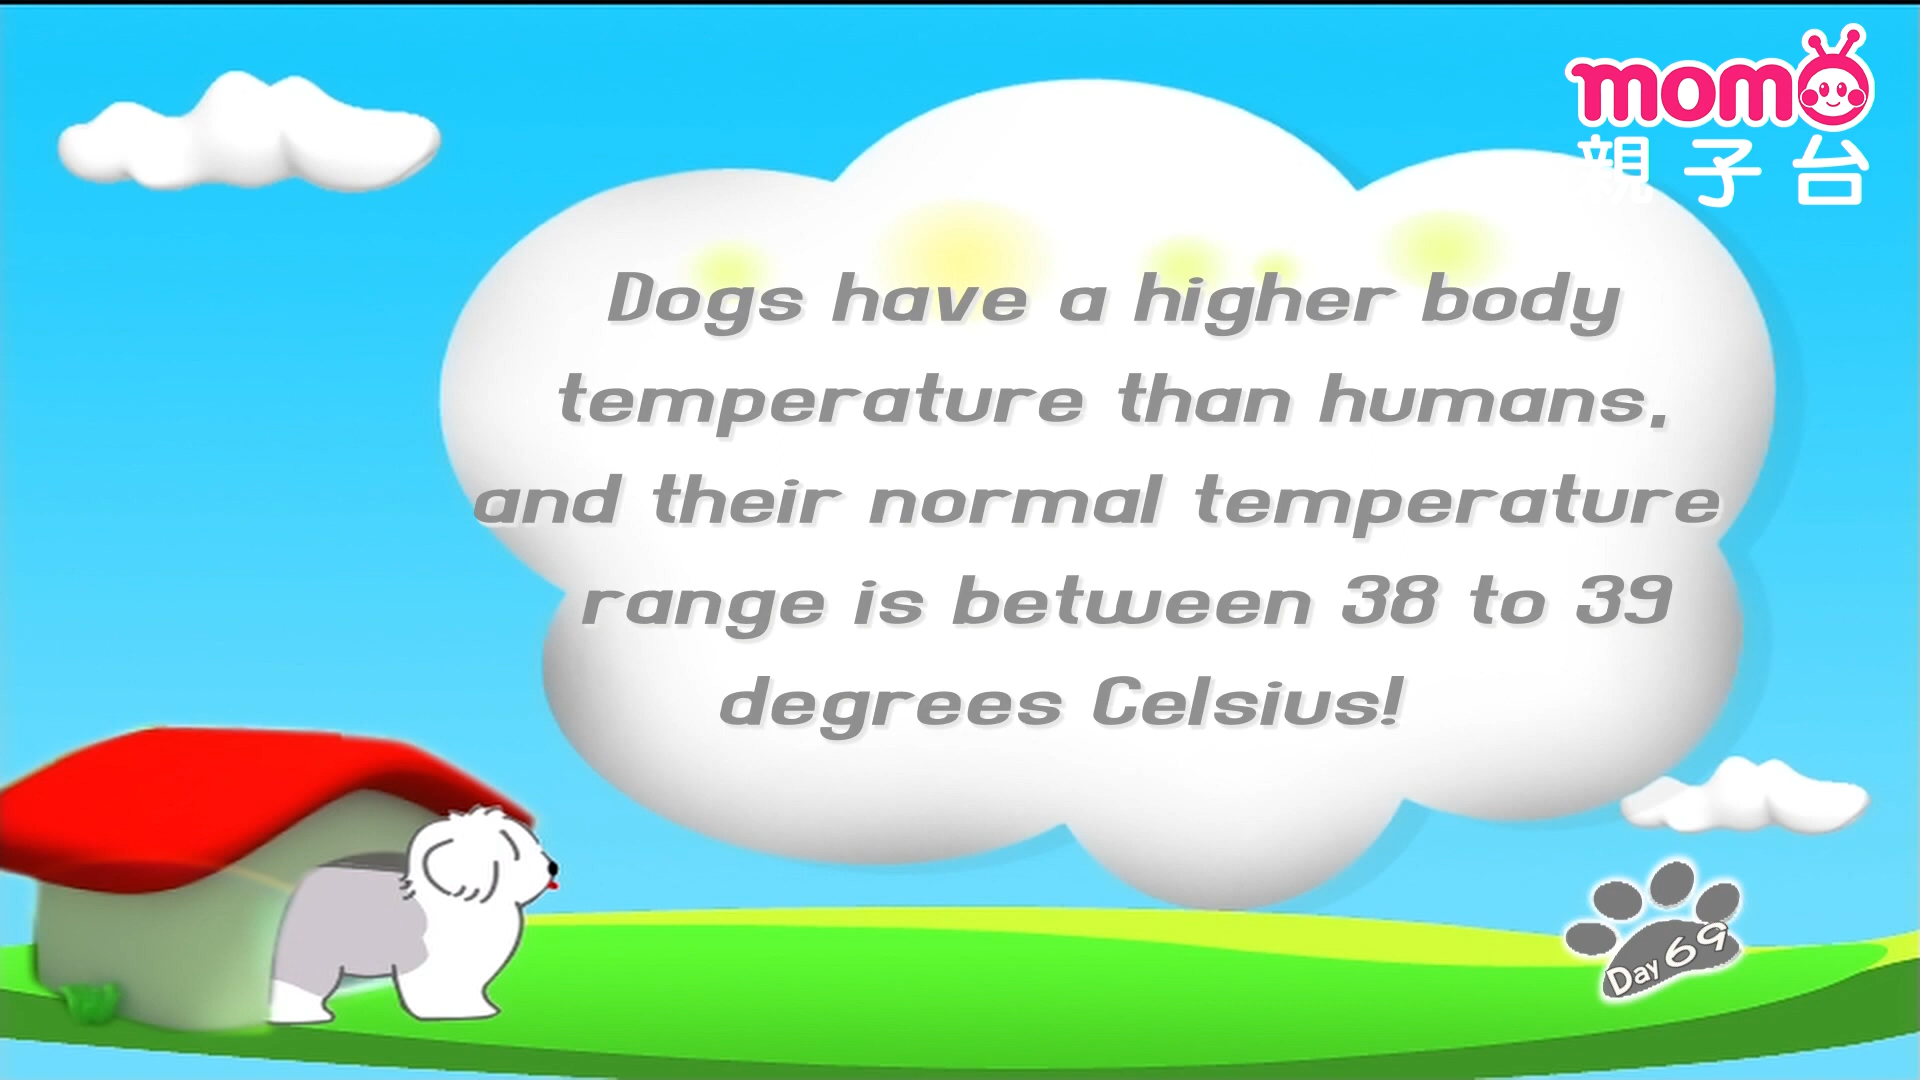 momo
親子台
Dogs have a higher body
temperature than humans,
and their normal temperature
range is between 38 to 39
degrees Celsius!
Day 69